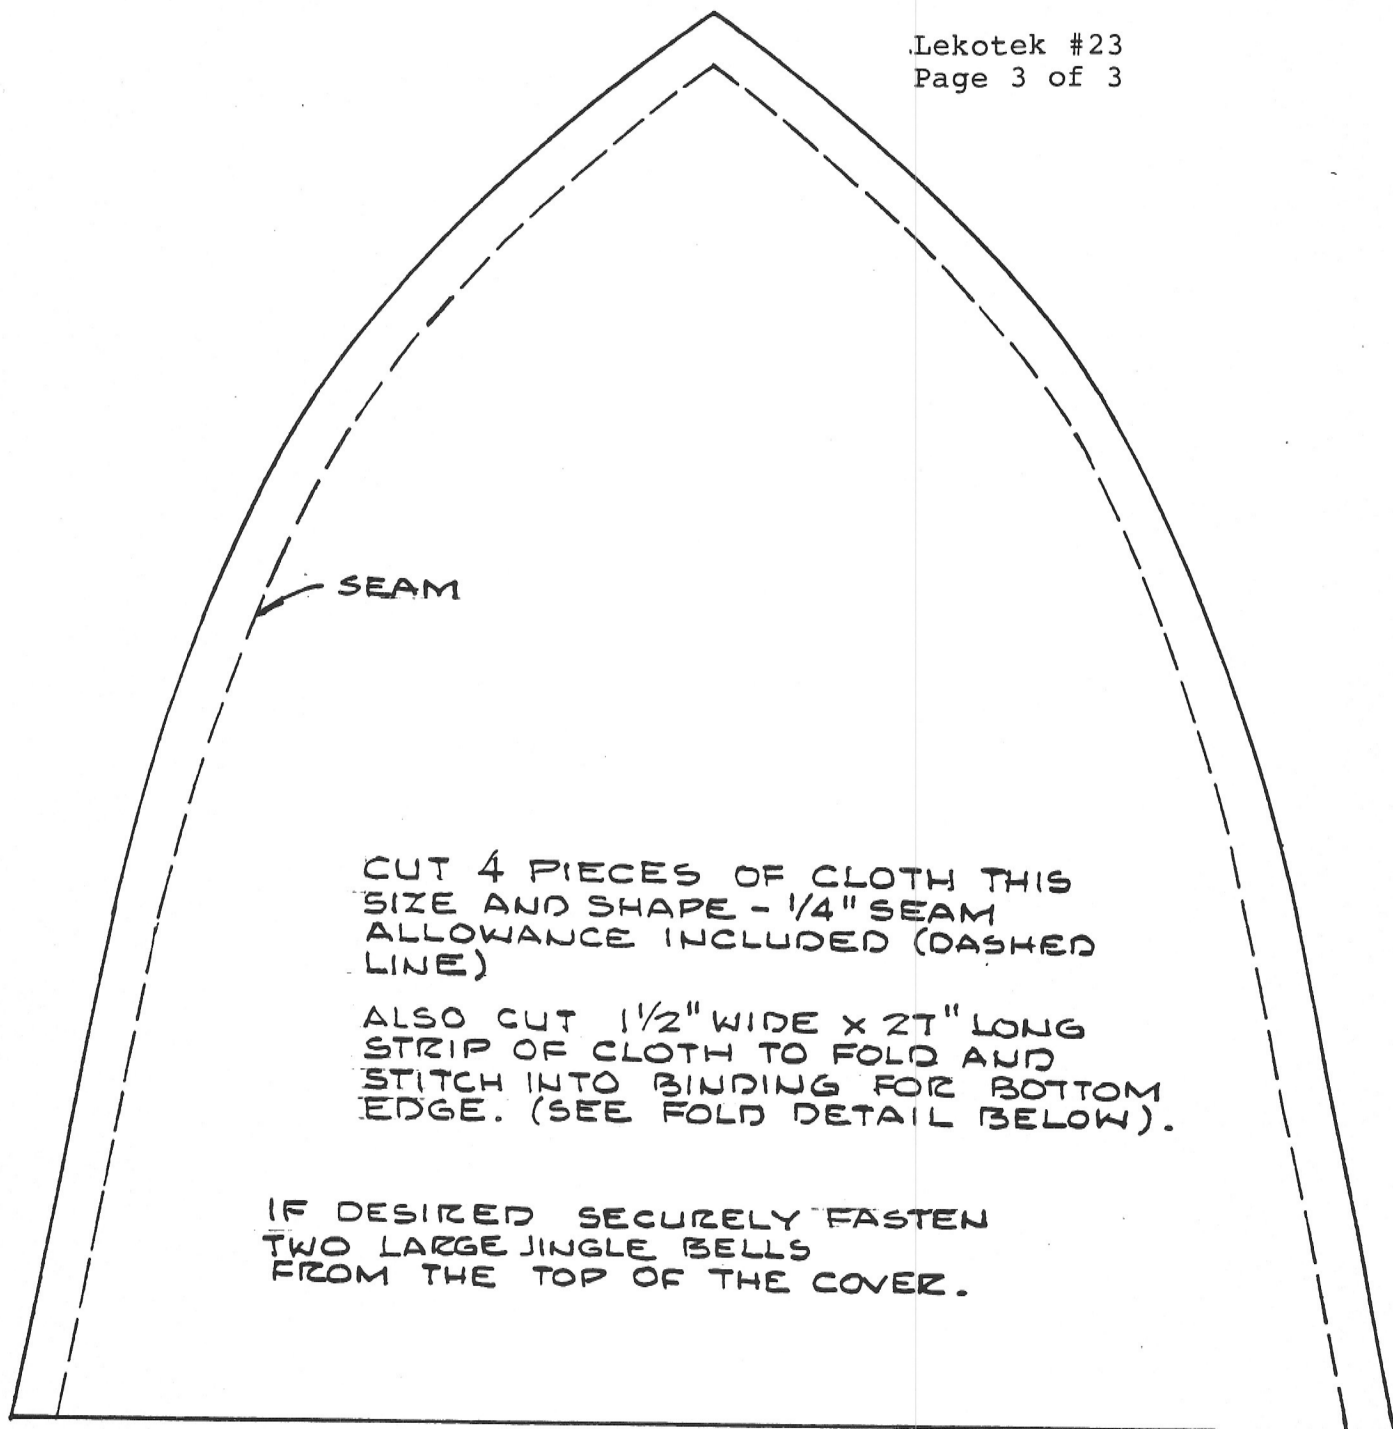 Lekotek #23
Page 3 of 3
SEAM
CUT 4 PIECES OF CLOTH THIS
SIZE AND SHAPE - 1/4" SEAM
ALLOWANCE INCLUDED (DASHED
LINE)
ALSO CUT 1 1/2" WIDE X 27" LONG
STRIP OF CLOTH TO FOLD AND
STITCH INTO BINDING FOR BOTTOM
EDGE. (SEE FOLD DETAIL BELOW).
IF DESIRED SECURELY FASTEN
TWO LARGE JINGLE BELLS
FROM THE TOP OF THE COVER.